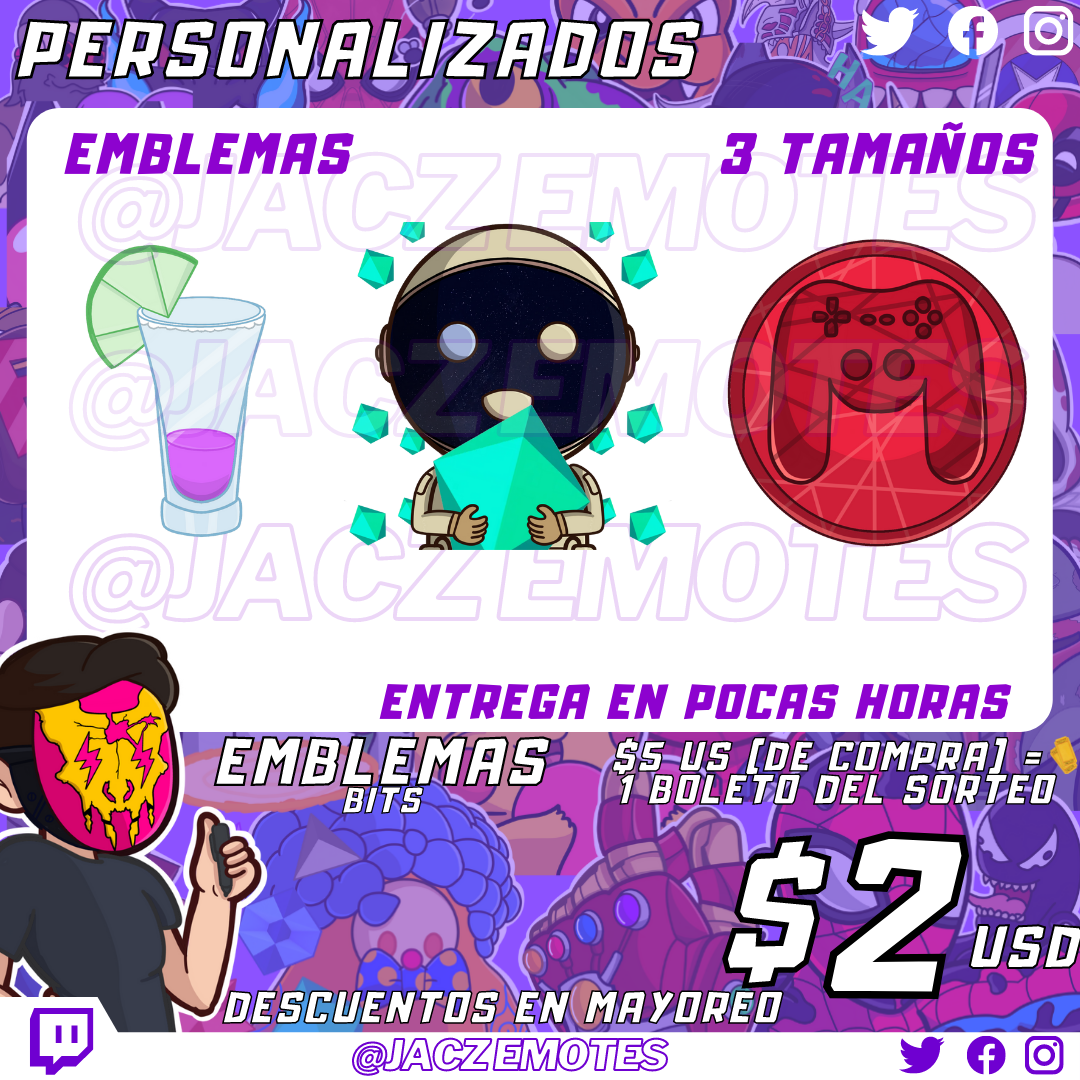 PERSONALIZADOS
EMBLEMAS
3 TAMAÑOS
@JACZEMOTES
@JACZEMOTES
@JACZEMOTES
ENTREGA EN POCAS HORAS
EMBLEMAS
BITS
$5 US [DE COMPRA] =
1 BOLETO DEL SORTEO
$2 USD
DESCUENTOS EN MAYOREO
@JACZEMOTES